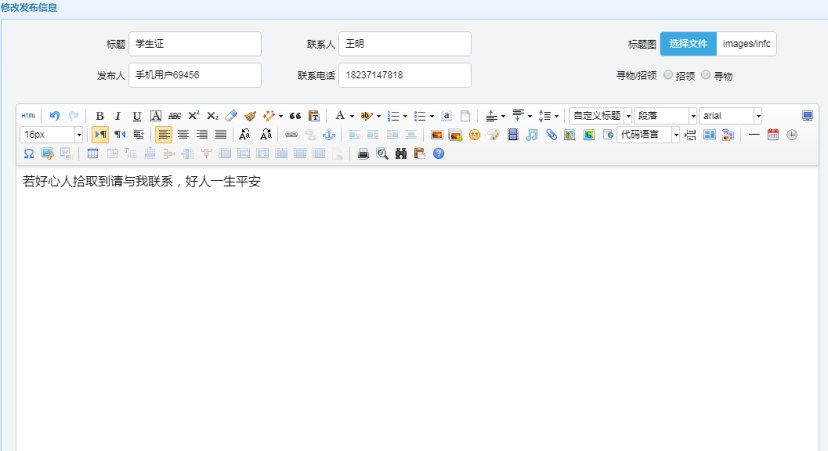 修改发布信息
标题 学生证 联系人 王明 标题图 选择文件 images/infc
发布人 手机用户69456 联系电话 18237147818 寻物/招领 招领 寻物
HTML B I U A ABC X² X₂ A ab a 自定义标题 段落 arial
16px 代码语言
Ω
若好心人拾取到请与我联系，好人一生平安